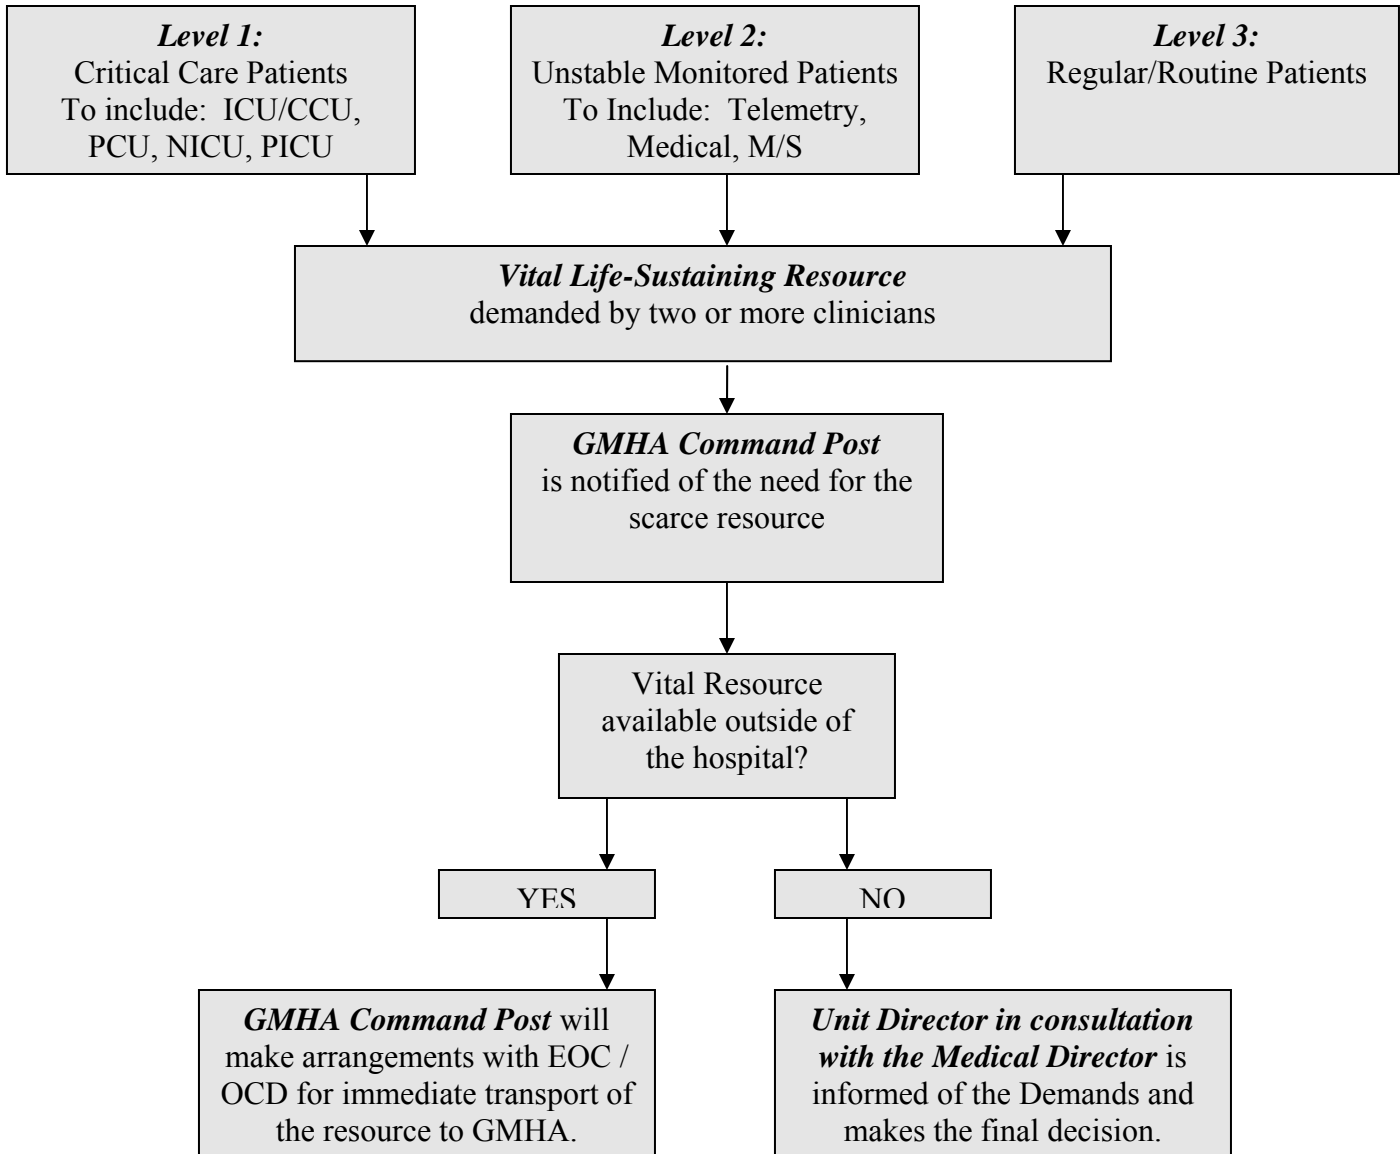 Level 1:
Critical Care Patients
To include: ICU/CCU,
PCU, NICU, PICU
Level 2:
Unstable Monitored Patients
To Include: Telemetry,
Medical, M/S
Level 3:
Regular/Routine Patients
Vital Life-Sustaining Resource
demanded by two or more clinicians
GMHA Command Post
is notified of the need for the
scarce resource
Vital Resource
available outside of
the hospital?
YES
NO
GMHA Command Post will
make arrangements with EOC /
OCD for immediate transport of
the resource to GMHA.
Unit Director in consultation
with the Medical Director is
informed of the Demands and
makes the final decision.